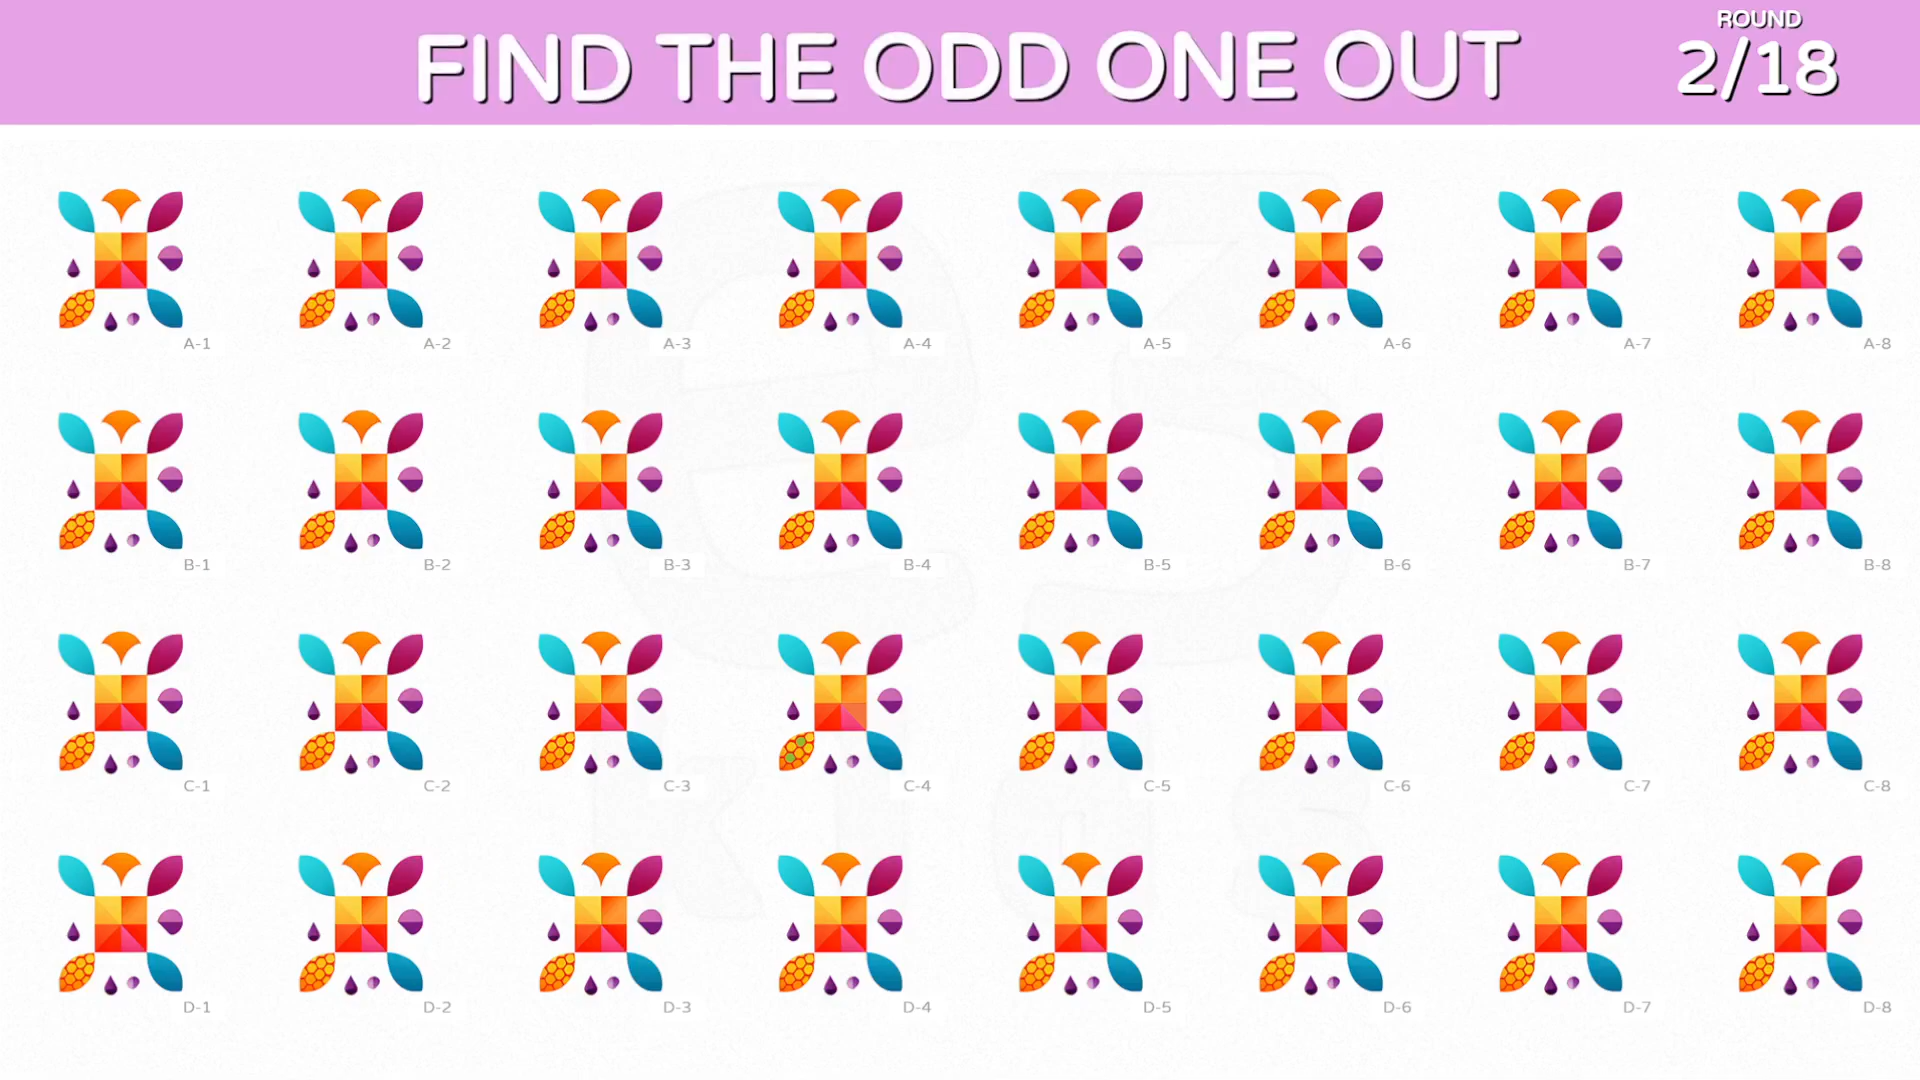 FIND THE ODD ONE OUT
ROUND
2/18
A-1 A-2 A-3 A-4 A-5 A-6 A-7 A-8
B-1 B-2 B-3 B-4 B-5 B-6 B-7 B-8
C-1 C-2 C-3 C-4 C-5 C-6 C-7 C-8
D-1 D-2 D-3 D-4 D-5 D-6 D-7 D-8